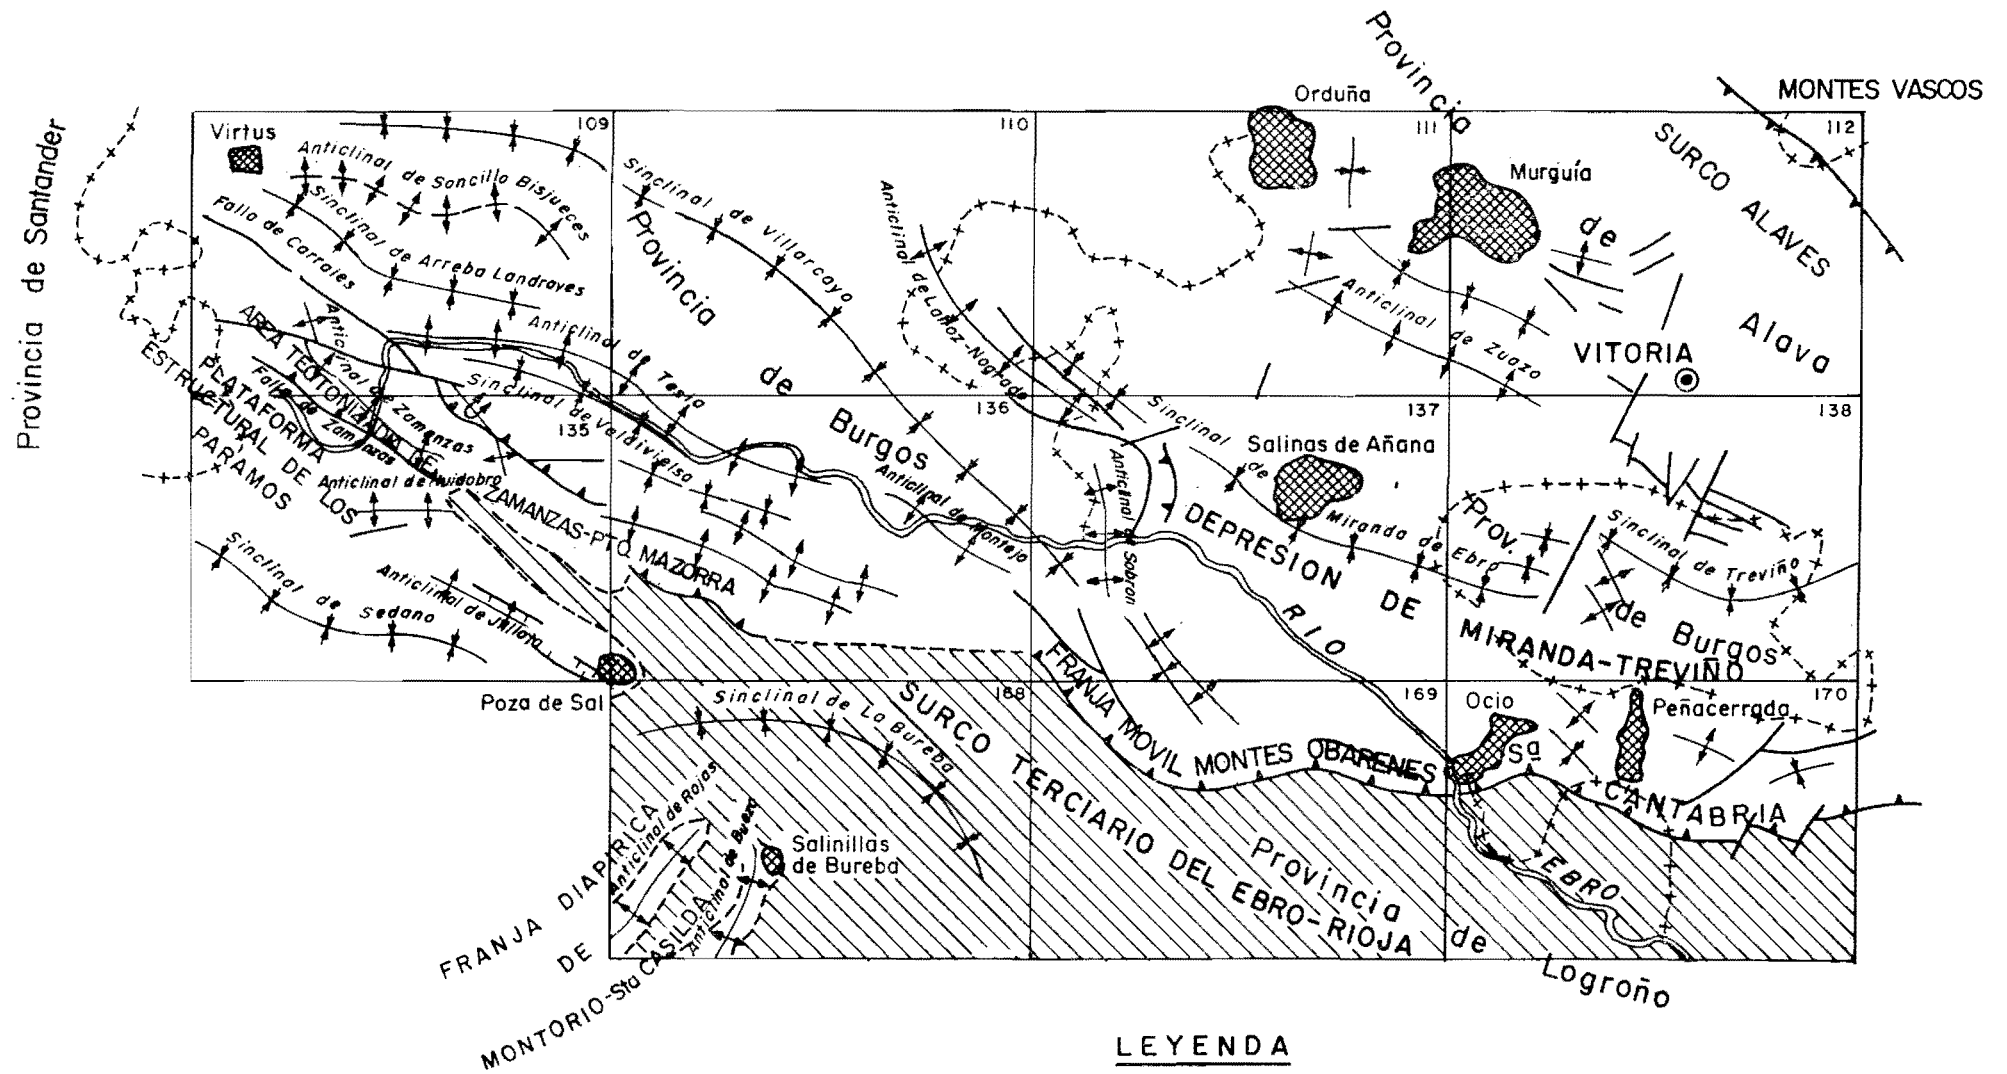 Provincia de Alava
MONTES VASCOS
Orduña
109
110
111
112
Virtus
SURCO ALAVES
Provincia de Santander
Anticlinal de Soncillo Bisjueces
Sinclinal de Villarcayo
Murguía
Sinclinal de Arreba Landraves
Falla de Carrales
Anticlinal de Lahoz-Nograro
Provincia de Burgos
Anticlinal de Zuazo
VITORIA
Anticlinal de Tesla
AREA TECTONIZADA DE ZAMANZAS-PTO. MAZORRA
Anticlinal de Zamanzas
PLATAFORMA
ESTRUCTURAL DE LOS
PARAMOS
Falla de Zamanzas
Sinclinal de Valdivielso
135
136
137
138
Sinclinal de Miranda de Ebro
Salinas de Añana
Anticlinal de Huidobro
Anticlinal de Montejo
Anticlinal de Sobron
DEPRESION DE MIRANDA-TREVIÑO
Prov. de Burgos
Sinclinal de Treviño
Sinclinal de Sedano
Anticlinal de
RIO EBRO
Poza de Sal
168
169
170
Sinclinal de La Bureba
SURCO TERCIARIO DEL EBRO-RIOJA
FRANJA MOVIL MONTES OBARENES
Sª CANTABRIA
Ocio
Peñacerrada
Anticlinal de Rojas
Anticlinal de Buezo
Salinillas
de Bureba
FRANJA DIAPIRICA
DE
MONTORIO-Sta CASILDA
Provincia de Logroño
LEYENDA